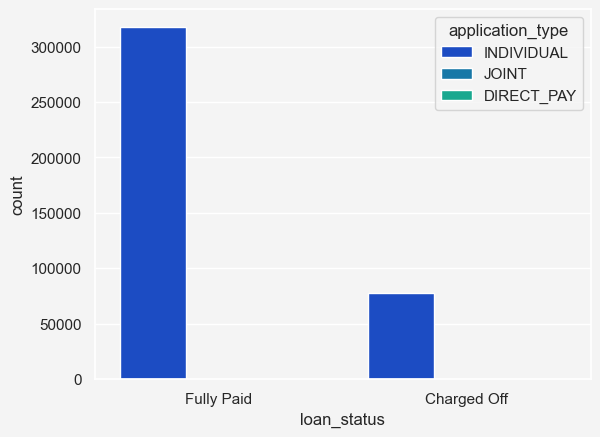 application_type
INDIVIDUAL
JOINT
DIRECT_PAY
300000
250000
200000
150000
100000
50000
0
count
Fully Paid
Charged Off
loan_status